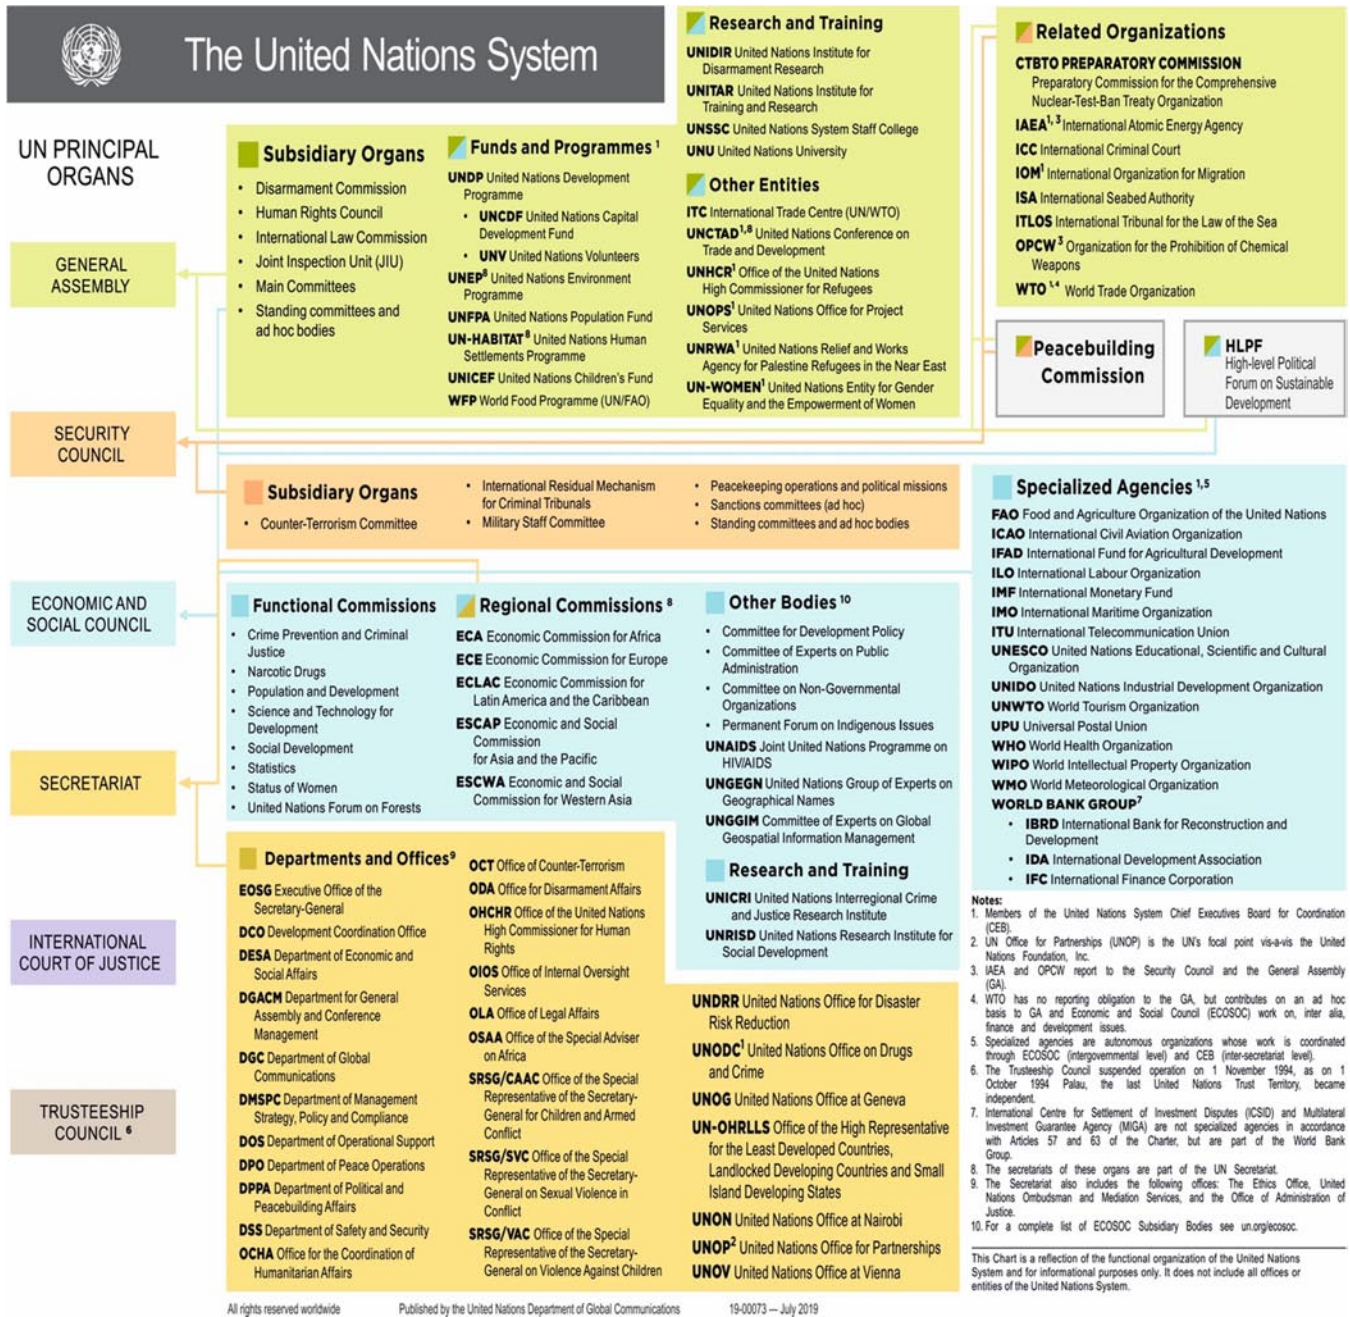 The United Nations System
UN PRINCIPAL
ORGANS
GENERAL
ASSEMBLY
SECURITY
COUNCIL
ECONOMIC AND
SOCIAL COUNCIL
SECRETARIAT
INTERNATIONAL
COURT OF JUSTICE
TRUSTEESHIP
COUNCIL 6
Subsidiary Organs
• Disarmament Commission
• Human Rights Council
• International Law Commission
• Joint Inspection Unit (JIU)
• Main Committees
• Standing committees and
ad hoc bodies
Funds and Programmes 1
UNDP United Nations Development
Programme
• UNCDF United Nations Capital
Development Fund
• UNV United Nations Volunteers
UNEP8 United Nations Environment
Programme
UNFPA United Nations Population Fund
UN-HABITAT8 United Nations Human
Settlements Programme
UNICEF United Nations Children's Fund
WFP World Food Programme (UN/FAO)
Research and Training
UNIDIR United Nations Institute for
Disarmament Research
UNITAR United Nations Institute for
Training and Research
UNSSC United Nations System Staff College
UNU United Nations University
Other Entities
ITC International Trade Centre (UN/WTO)
UNCTAD1,8 United Nations Conference on
Trade and Development
UNHCR1 Office of the United Nations
High Commissioner for Refugees
UNOPS1 United Nations Office for Project
Services
UNRWA1 United Nations Relief and Works
Agency for Palestine Refugees in the Near East
UN-WOMEN1 United Nations Entity for Gender
Equality and the Empowerment of Women
Related Organizations
CTBTO PREPARATORY COMMISSION
Preparatory Commission for the Comprehensive
Nuclear-Test-Ban Treaty Organization
IAEA1, 3 International Atomic Energy Agency
ICC International Criminal Court
IOM1 International Organization for Migration
ISA International Seabed Authority
ITLOS International Tribunal for the Law of the Sea
OPCW3 Organization for the Prohibition of Chemical
Weapons
WTO 1,4 World Trade Organization
Peacebuilding
Commission
HLPF
High-level Political
Forum on Sustainable
Development
Subsidiary Organs
• Counter-Terrorism Committee
• International Residual Mechanism
for Criminal Tribunals
• Military Staff Committee
• Peacekeeping operations and political missions
• Sanctions committees (ad hoc)
• Standing committees and ad hoc bodies
Functional Commissions
• Crime Prevention and Criminal
Justice
• Narcotic Drugs
• Population and Development
• Science and Technology for
Development
• Social Development
• Statistics
• Status of Women
• United Nations Forum on Forests
Regional Commissions 8
ECA Economic Commission for Africa
ECE Economic Commission for Europe
ECLAC Economic Commission for
Latin America and the Caribbean
ESCAP Economic and Social
Commission
for Asia and the Pacific
ESCWA Economic and Social
Commission for Western Asia
Other Bodies 10
• Committee for Development Policy
• Committee of Experts on Public
Administration
• Committee on Non-Governmental
Organizations
• Permanent Forum on Indigenous Issues
UNAIDS Joint United Nations Programme on
HIV/AIDS
UNGEGN United Nations Group of Experts on
Geographical Names
UNGGIM Committee of Experts on Global
Geospatial Information Management
Research and Training
UNICRI United Nations Interregional Crime
and Justice Research Institute
UNRISD United Nations Research Institute for
Social Development
Specialized Agencies 1,5
FAO Food and Agriculture Organization of the United Nations
ICAO International Civil Aviation Organization
IFAD International Fund for Agricultural Development
ILO International Labour Organization
IMF International Monetary Fund
IMO International Maritime Organization
ITU International Telecommunication Union
UNESCO United Nations Educational, Scientific and Cultural
Organization
UNIDO United Nations Industrial Development Organization
UNWTO World Tourism Organization
UPU Universal Postal Union
WHO World Health Organization
WIPO World Intellectual Property Organization
WMO World Meteorological Organization
WORLD BANK GROUP7
• IBRD International Bank for Reconstruction and
Development
• IDA International Development Association
• IFC International Finance Corporation
Departments and Offices9
EOSG Executive Office of the
Secretary-General
DCO Development Coordination Office
DESA Department of Economic and
Social Affairs
DGACM Department for General
Assembly and Conference
Management
DGC Department of Global
Communications
DMSPC Department of Management
Strategy, Policy and Compliance
DOS Department of Operational Support
DPO Department of Peace Operations
DPPA Department of Political and
Peacebuilding Affairs
DSS Department of Safety and Security
OCHA Office for the Coordination of
Humanitarian Affairs
OCT Office of Counter-Terrorism
ODA Office for Disarmament Affairs
OHCHR Office of the United Nations
High Commissioner for Human
Rights
OIOS Office of Internal Oversight
Services
OLA Office of Legal Affairs
OSAA Office of the Special Adviser
on Africa
SRSG/CAAC Office of the Special
Representative of the Secretary-
General for Children and Armed
Conflict
SRSG/SVC Office of the Special
Representative of the Secretary-
General on Sexual Violence in
Conflict
SRSG/VAC Office of the Special
Representative of the Secretary-
General on Violence Against Children
UNDRR United Nations Office for Disaster
Risk Reduction
UNODC1 United Nations Office on Drugs
and Crime
UNOG United Nations Office at Geneva
UN-OHRLLS Office of the High Representative
for the Least Developed Countries,
Landlocked Developing Countries and Small
Island Developing States
UNON United Nations Office at Nairobi
UNOP2 United Nations Office for Partnerships
UNOV United Nations Office at Vienna
Notes:
1. Members of the United Nations System Chief Executives Board for Coordination
(CEB).
2. UN Office for Partnerships (UNOP) is the UN's focal point vis-a-vis the United
Nations Foundation, Inc.
3. IAEA and OPCW report to the Security Council and the General Assembly
(GA).
4. WTO has no reporting obligation to the GA, but contributes on an ad hoc
basis to GA and Economic and Social Council (ECOSOC) work on, inter alia,
finance and development issues.
5. Specialized agencies are autonomous organizations whose work is coordinated
through ECOSOC (intergovernmental level) and CEB (inter-secretariat level).
6. The Trusteeship Council suspended operation on 1 November 1994, as on 1
October 1994 Palau, the last United Nations Trust Territory, became
independent.
7. International Centre for Settlement of Investment Disputes (ICSID) and Multilateral
Investment Guarantee Agency (MIGA) are not specialized agencies in accordance
with Articles 57 and 63 of the Charter, but are part of the World Bank
Group.
8. The secretariats of these organs are part of the UN Secretariat.
9. The Secretariat also includes the following offices: The Ethics Office, United
Nations Ombudsman and Mediation Services, and the Office of Administration of
Justice.
10. For a complete list of ECOSOC Subsidiary Bodies see un.org/ecosoc.
This Chart is a reflection of the functional organization of the United Nations
System and for informational purposes only. It does not include all offices or
entities of the United Nations System.
All rights reserved worldwide
Published by the United Nations Department of Global Communications
19-00073 — July 2019